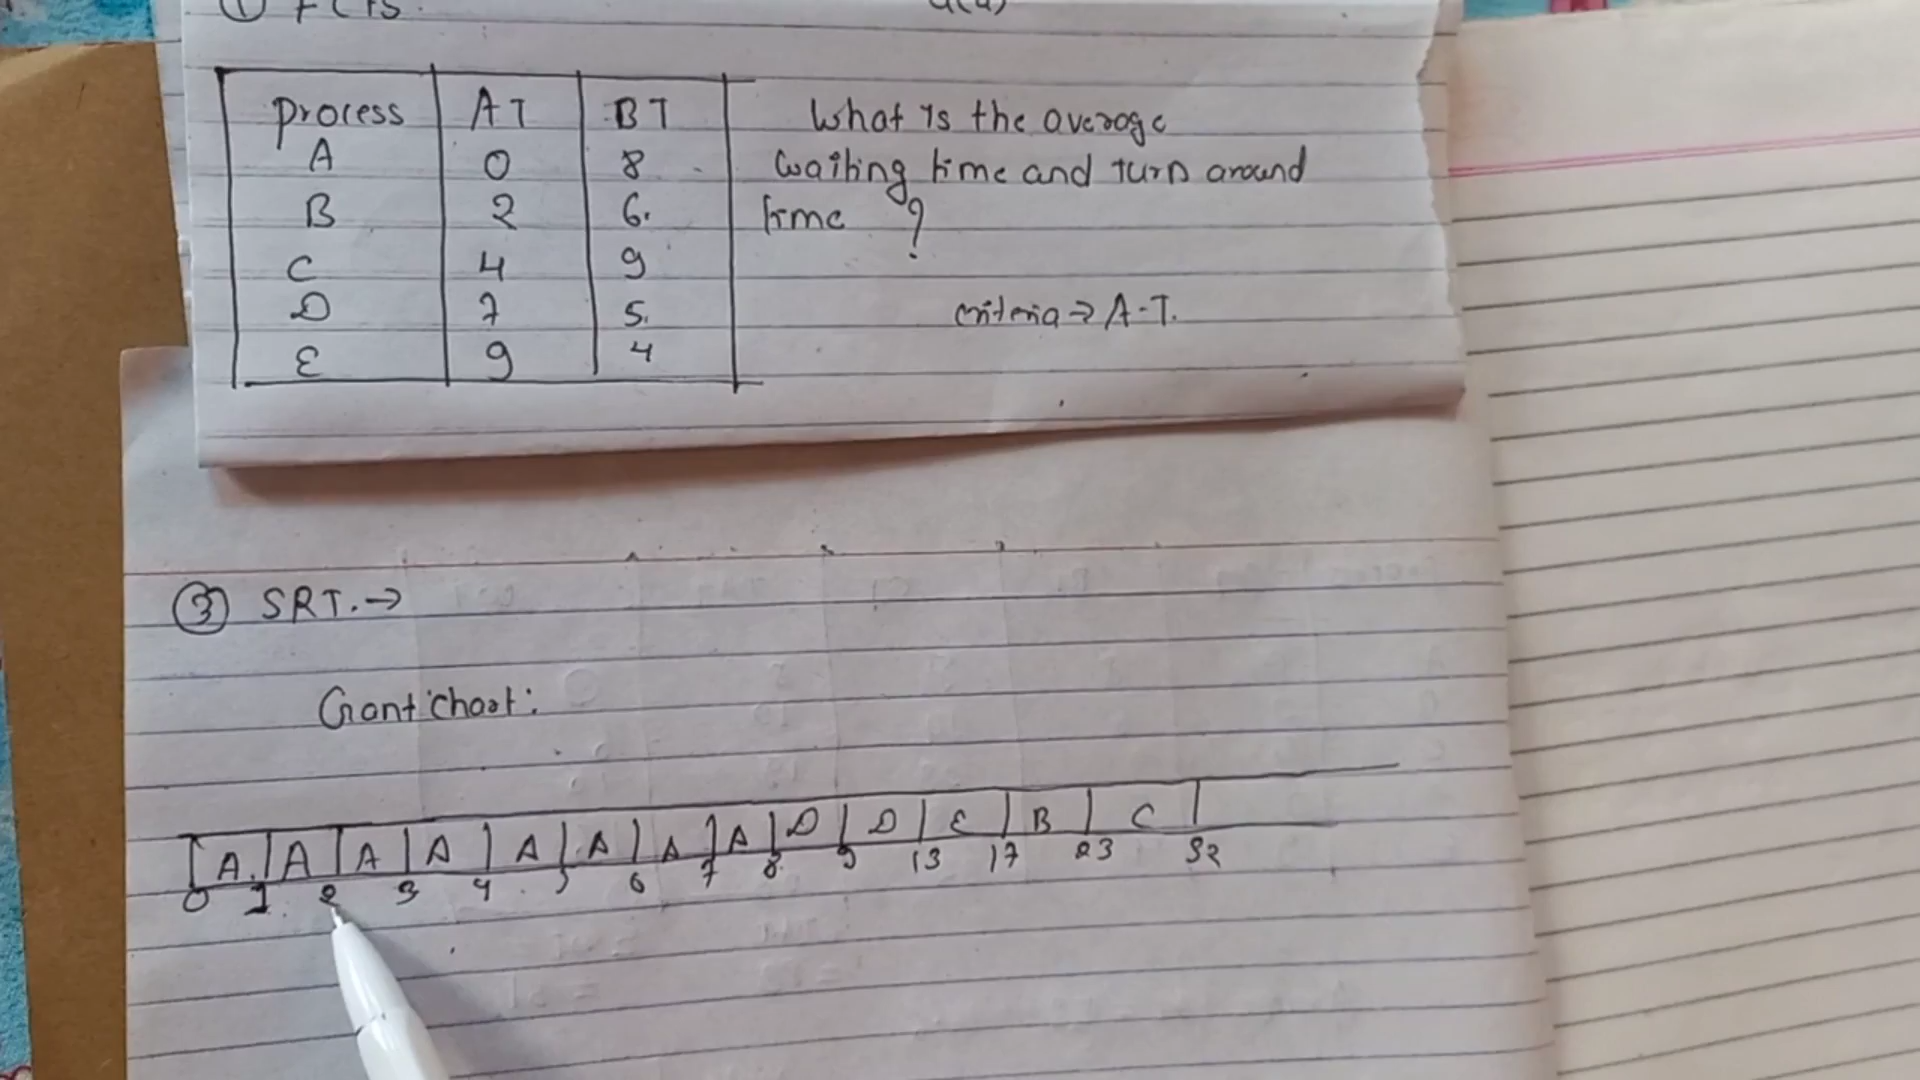 ① FCFS.
Process AT BT
A 0 8
B 2 6.
C 4 9
D 7 5.
E 9 4
What is the average
waiting time and turn around
time ?
criteria → A-T.
③ SRT. →
Gantt chart:
A A A A A A A A D D E B C
0 1 2 3 4 5 6 7 8 9 13 17 23 32